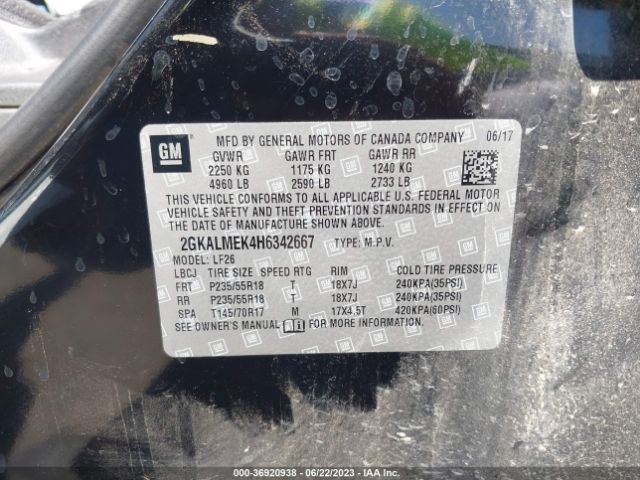 GM
MFD BY GENERAL MOTORS OF CANADA COMPANY 06/17
GVWR GAWR FRT GAWR RR
2250 KG 1175 KG 1240 KG
4960 LB 2590 LB 2733 LB
THIS VEHICLE CONFORMS TO ALL APPLICABLE U.S. FEDERAL MOTOR
VEHICLE SAFETY AND THEFT PREVENTION STANDARDS IN EFFECT ON THE
DATE OF MANUFACTURE SHOWN ABOVE.
2GKALMEK4H6342667 TYPE: M.P.V.
MODEL: LF26
LBCJ TIRE SIZE SPEED RTG RIM COLD TIRE PRESSURE
FRT P235/55R18 T 18X7J 240KPA(35PSI)
RR P235/55R18 T 18X7J 240KPA(35PSI)
SPA T145/70R17 M 17X4.5T 420KPA(60PSI)
SEE OWNER'S MANUAL FOR MORE INFORMATION.
000-36920938 - 06/22/2023 - IAA Inc.